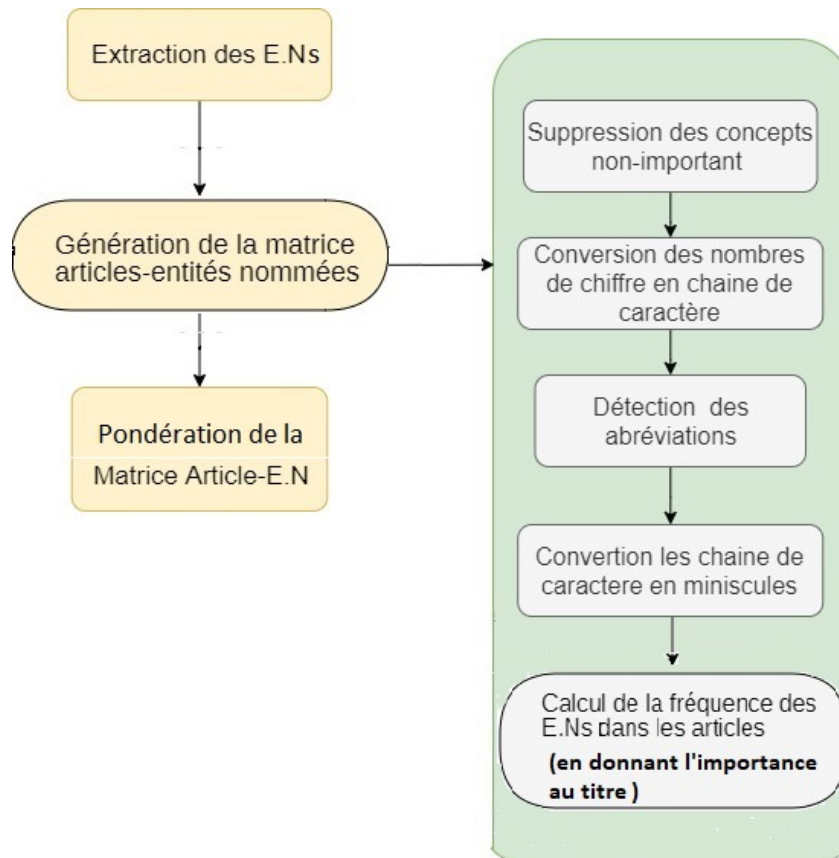 Extraction des E.Ns
Génération de la matrice
articles-entités nommées
Pondération de la
Matrice Article-E.N
Suppression des concepts
non-important
Conversion des nombres
de chiffre en chaine de
caractère
Détection des
abréviations
Convertion les chaine de
caractere en miniscules
Calcul de la fréquence des
E.Ns dans les articles
(en donnant l'importance
au titre )